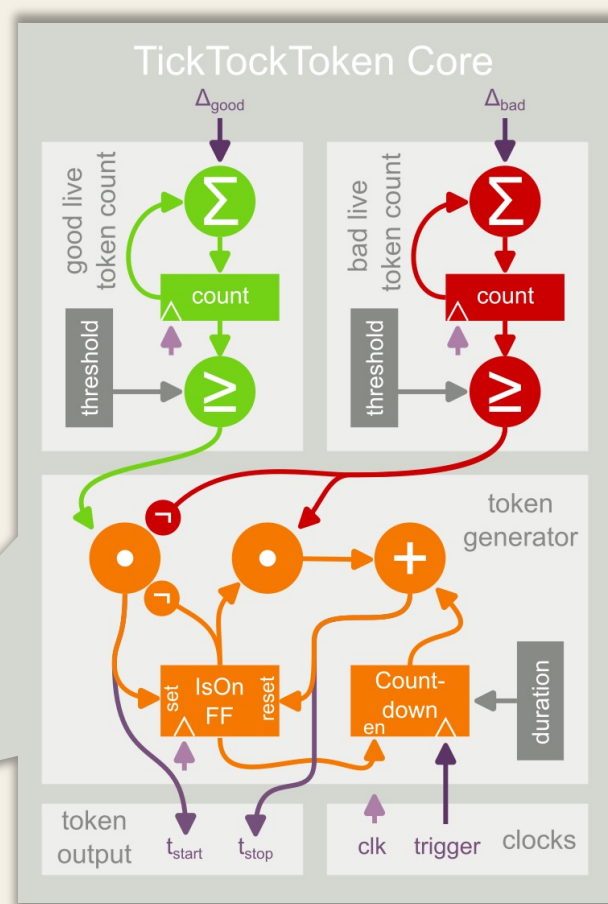 TickTockToken Core
Δgood
Δbad
good live
token count
Σ
count
threshold
≥
bad live
token count
Σ
count
threshold
≥
token
generator
¬
•
•
+
¬
set
IsOn
FF
reset
Count-
down
en
duration
token
output
tstart
tstop
clk
trigger
clocks